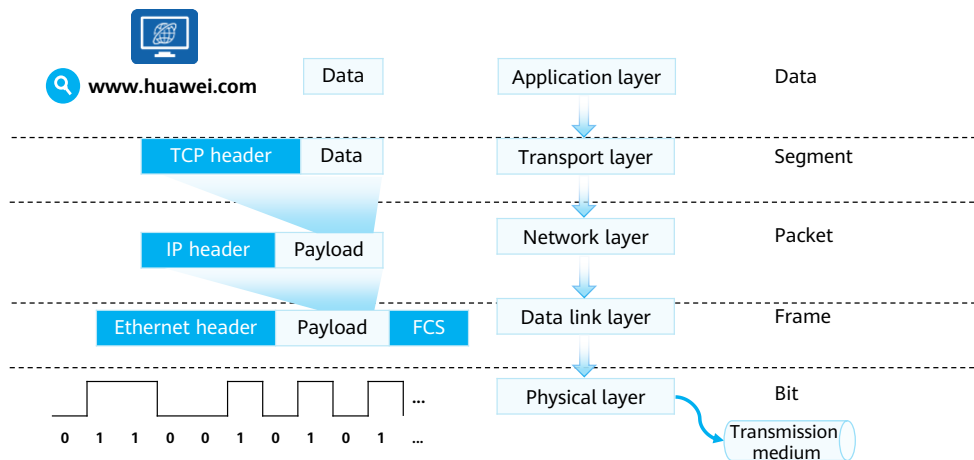 www.huawei.com
Data
Application layer
Data
TCP header
Data
Transport layer
Segment
IP header
Payload
Network layer
Packet
Ethernet header
Payload
FCS
Data link layer
Frame
...
Physical layer
Bit
0 1 1 0 0 1 0 1 0 1 ...
Transmission
medium